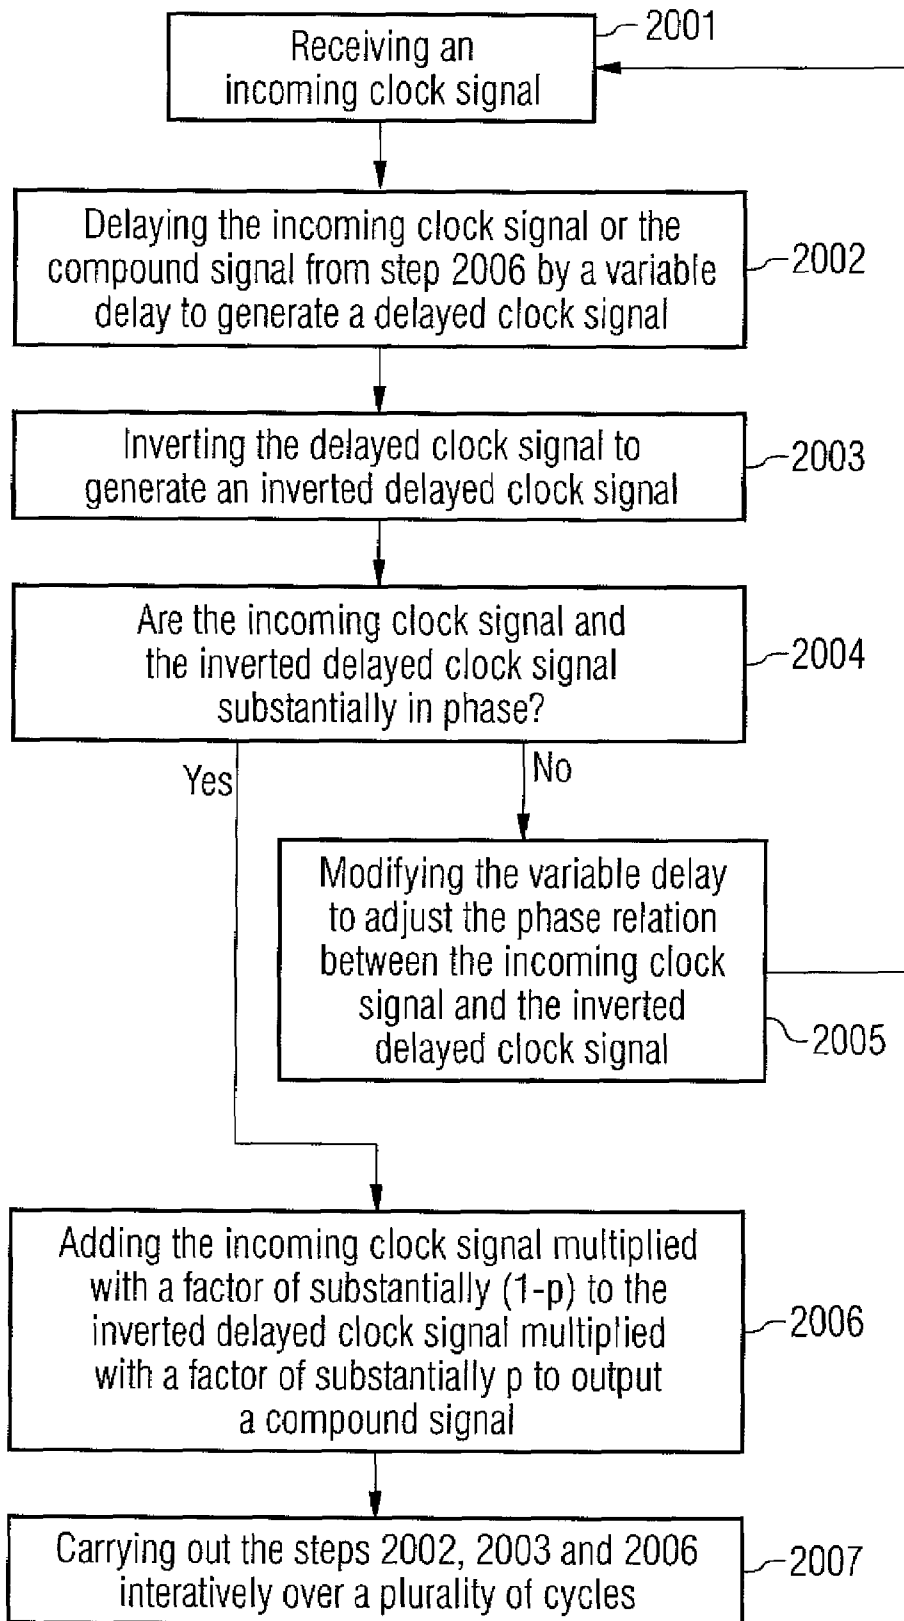 Receiving an
incoming clock signal
2001
Delaying the incoming clock signal or the
compound signal from step 2006 by a variable
delay to generate a delayed clock signal
2002
Inverting the delayed clock signal to
generate an inverted delayed clock signal
2003
Are the incoming clock signal and
the inverted delayed clock signal
substantially in phase?
2004
Yes
No
Modifying the variable delay
to adjust the phase relation
between the incoming clock
signal and the inverted
delayed clock signal
2005
Adding the incoming clock signal multiplied
with a factor of substantially (1-p) to the
inverted delayed clock signal multiplied
with a factor of substantially p to output
a compound signal
2006
Carrying out the steps 2002, 2003 and 2006
interatively over a plurality of cycles
2007